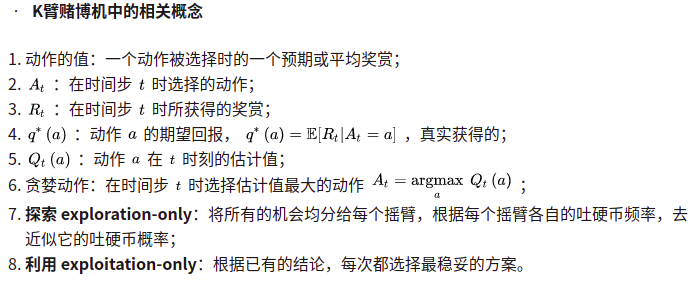 · K臂赌博机中的相关概念
1. 动作的值：一个动作被选择时的一个预期或平均奖赏；
2. A_t ：在时间步 t 时选择的动作；
3. R_t ：在时间步 t 时所获得的奖赏；
4. q*(a)：动作 a 的期望回报， q*(a) = 𝔼[R_t|A_t = a] ，真实获得的；
5. Q_t(a) ：动作 a 在 t 时刻的估计值；
6. 贪婪动作：在时间步 t 时选择估计值最大的动作 A_t = argmax_a Q_t(a) ；
7. 探索 exploration-only：将所有的机会均分给每个摇臂，根据每个摇臂各自的吐硬币频率，去
近似它的吐硬币概率；
8. 利用 exploitation-only：根据已有的结论，每次都选择最稳妥的方案。